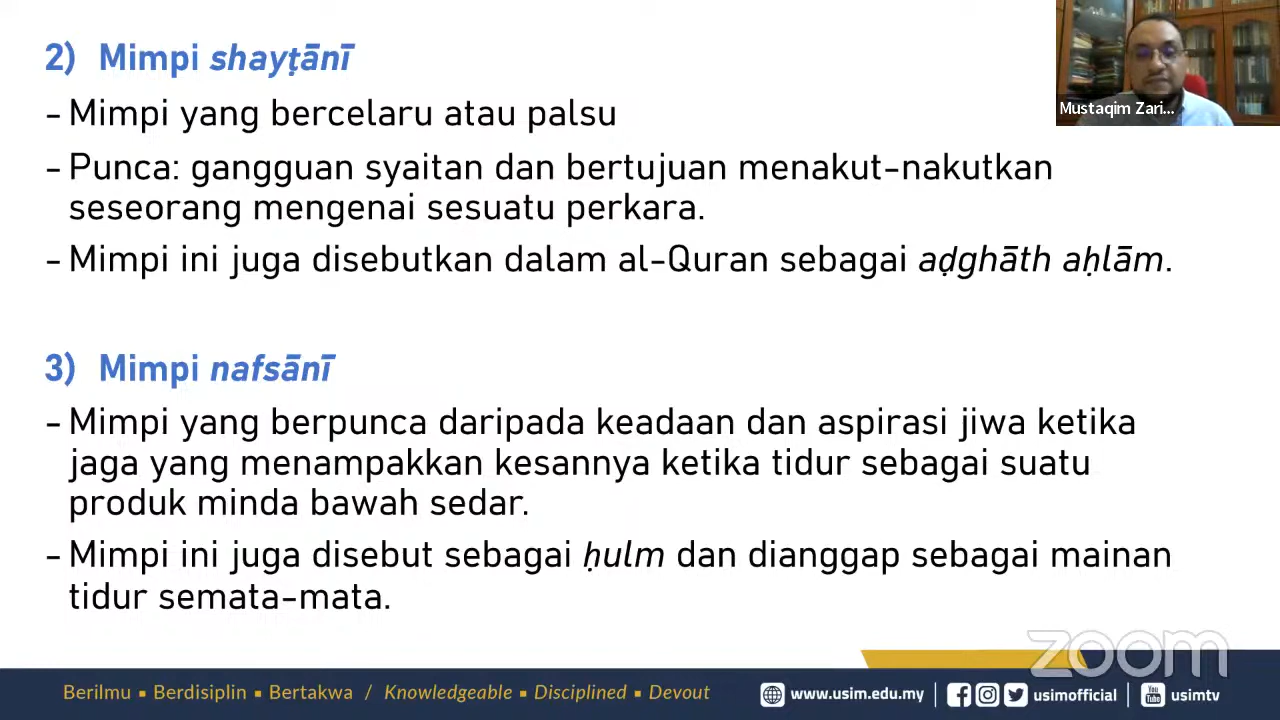 2) Mimpi shayṭānī
- Mimpi yang bercelaru atau palsu
- Punca: gangguan syaitan dan bertujuan menakut-nakutkan
seseorang mengenai sesuatu perkara.
- Mimpi ini juga disebutkan dalam al-Quran sebagai aḍghāth aḥlām.
Mustaqim Zari...
3) Mimpi nafsānī
- Mimpi yang berpunca daripada keadaan dan aspirasi jiwa ketika
jaga yang menampakkan kesannya ketika tidur sebagai suatu
produk minda bawah sedar.
- Mimpi ini juga disebut sebagai ḥulm dan dianggap sebagai mainan
tidur semata-mata.
zoom
Berilmu ▪ Berdisiplin ▪ Bertakwa / Knowledgeable ▪ Disciplined ▪ Devout
www.usim.edu.my | usimofficial | You Tube usimtv